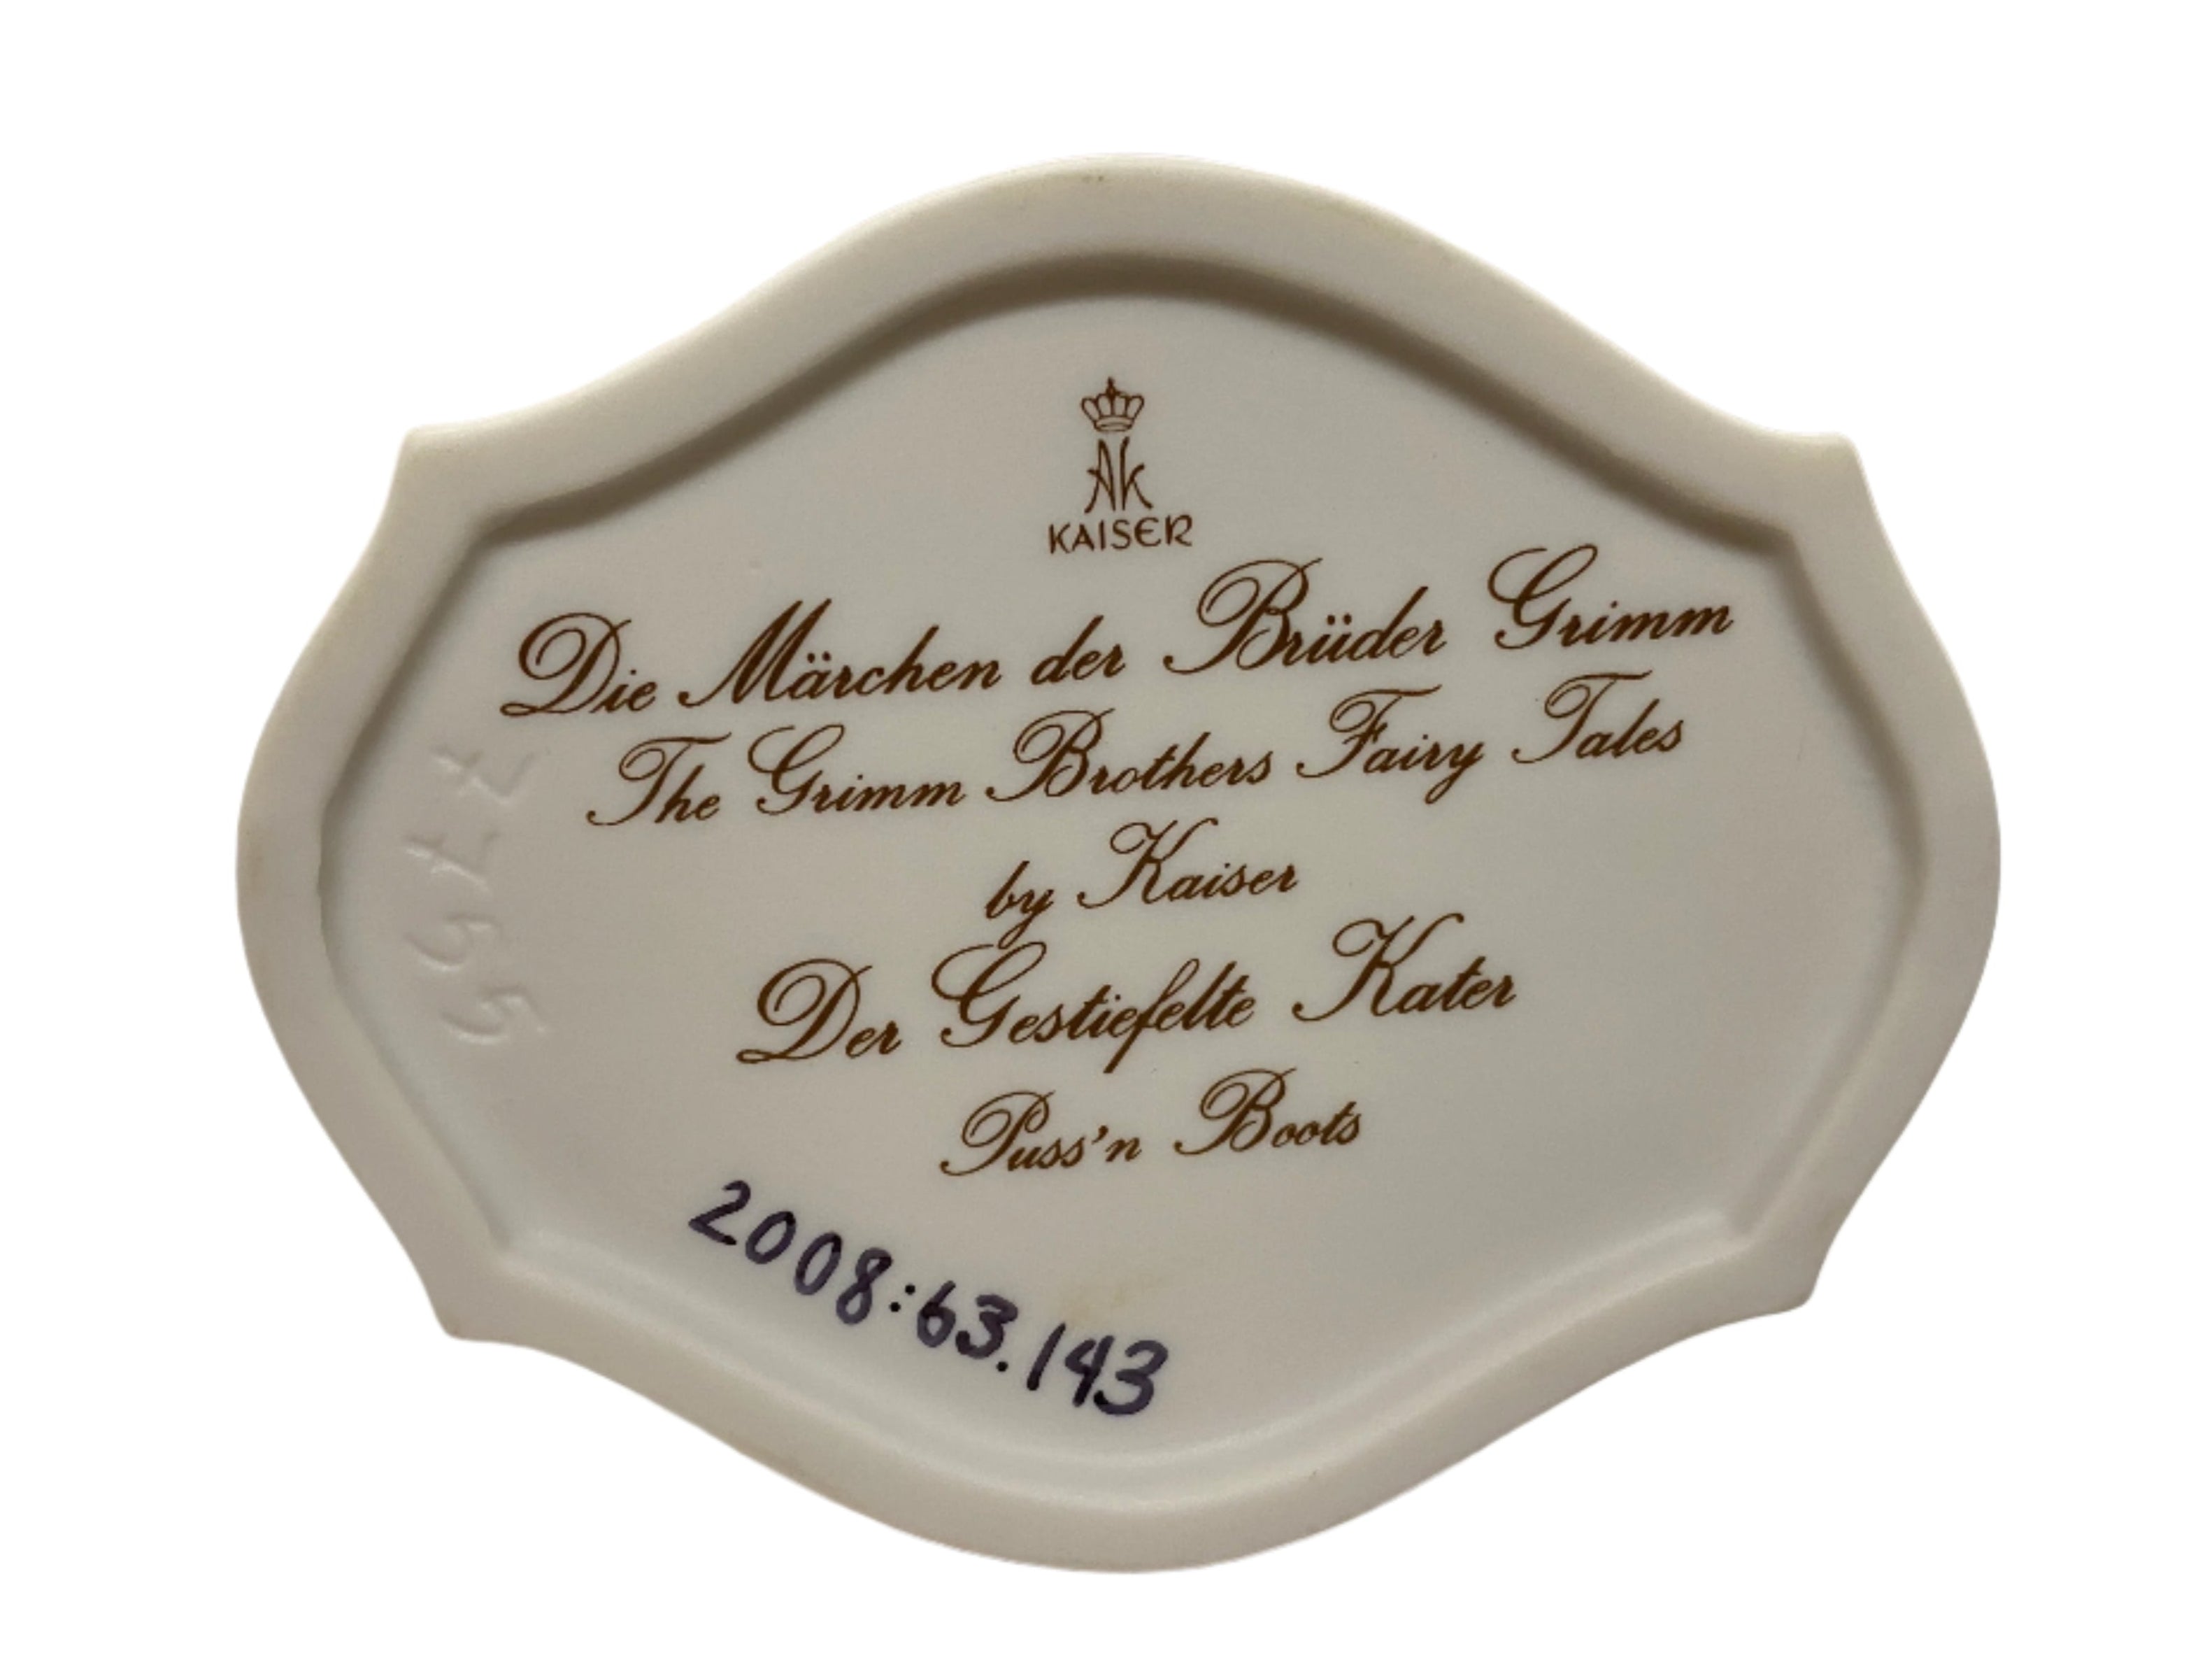 AK
KAISER
Die Märchen der Brüder Grimm
The Grimm Brothers Fairy Tales
by Kaiser
Der Gestiefelte Kater
Puss'n Boots
2008:63.143